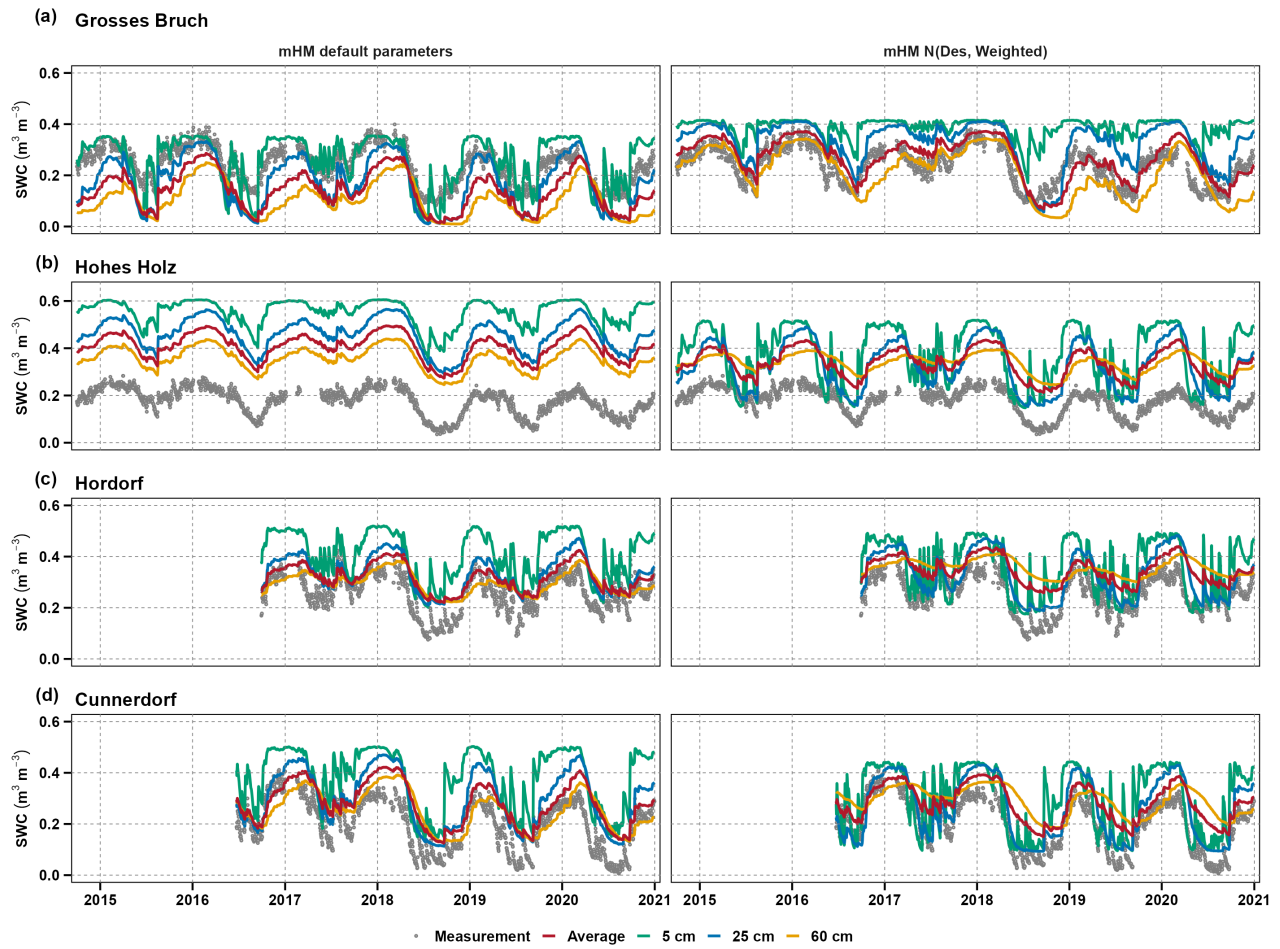 (a) Grosses Bruch
mHM default parameters
mHM N(Des, Weighted)
SWC (m³ m⁻³)
0.6
0.4
0.2
0.0
(b) Hohes Holz
SWC (m³ m⁻³)
0.6
0.4
0.2
0.0
(c) Hordorf
SWC (m³ m⁻³)
0.6
0.4
0.2
0.0
(d) Cunnerdorf
SWC (m³ m⁻³)
0.6
0.4
0.2
0.0
2015 2016 2017 2018 2019 2020 2021
2015 2016 2017 2018 2019 2020 2021
Measurement Average 5 cm 25 cm 60 cm